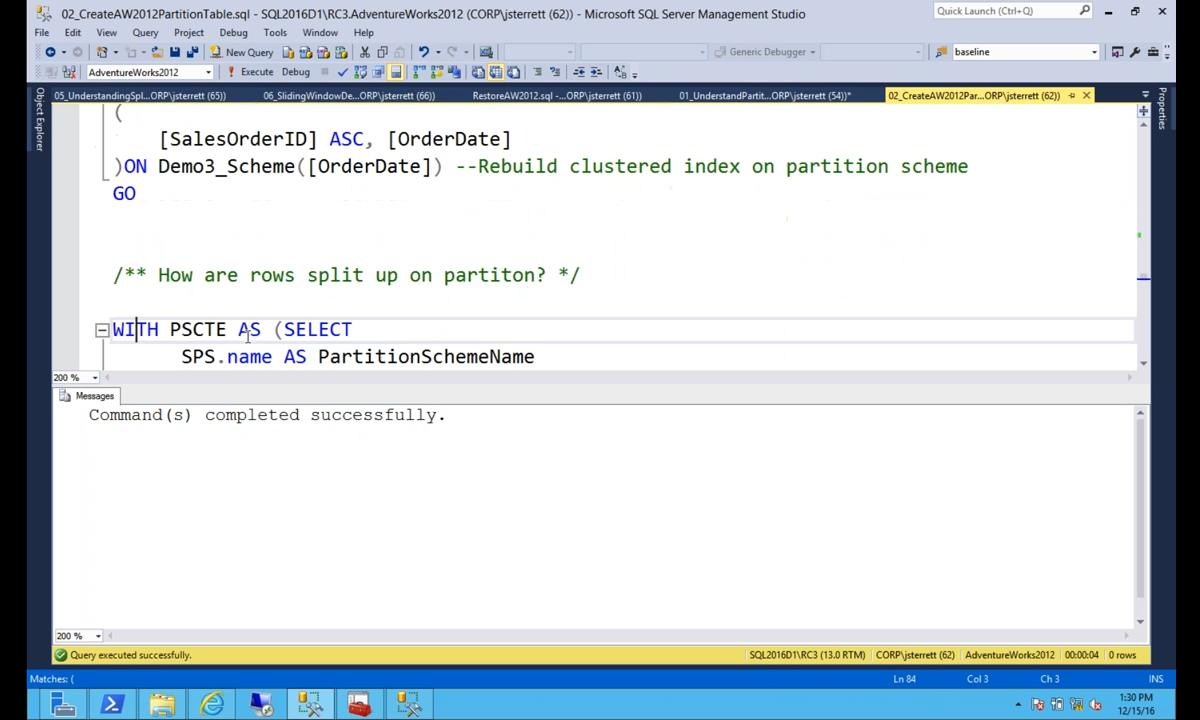 02_CreateAW2012PartitionTable.sql - SQL2016D1\RC3.AdventureWorks2012 (CORP\jsterrett (62)) - Microsoft SQL Server Management Studio
Quick Launch (Ctrl+Q)
File Edit View Query Project Debug Tools Window Help
New Query
Generic Debugger
baseline
AdventureWorks2012
Execute Debug
05_UnderstandingSpl...ORP\jsterrett (65))
06_SlidingWindowDe...ORP\jsterrett (66))
RestoreAW2012.sql -...ORP\jsterrett (61))
01_UnderstandPartit...ORP\jsterrett (54))*
02_CreateAW2012Par...ORP\jsterrett (62))
Object Explorer
Properties
(
[SalesOrderID] ASC, [OrderDate]
)ON Demo3_Scheme([OrderDate]) --Rebuild clustered index on partition scheme
GO
/** How are rows split up on partiton? */
WITH PSCTE AS (SELECT
SPS.name AS PartitionSchemeName
200 %
Messages
Command(s) completed successfully.
200 %
Query executed successfully.
SQL2016D1\RC3 (13.0 RTM)
CORP\jsterrett (62)
AdventureWorks2012
00:00:04
0 rows
Matches: (
Ln 84
Col 3
Ch 3
INS
1:30 PM
12/15/16